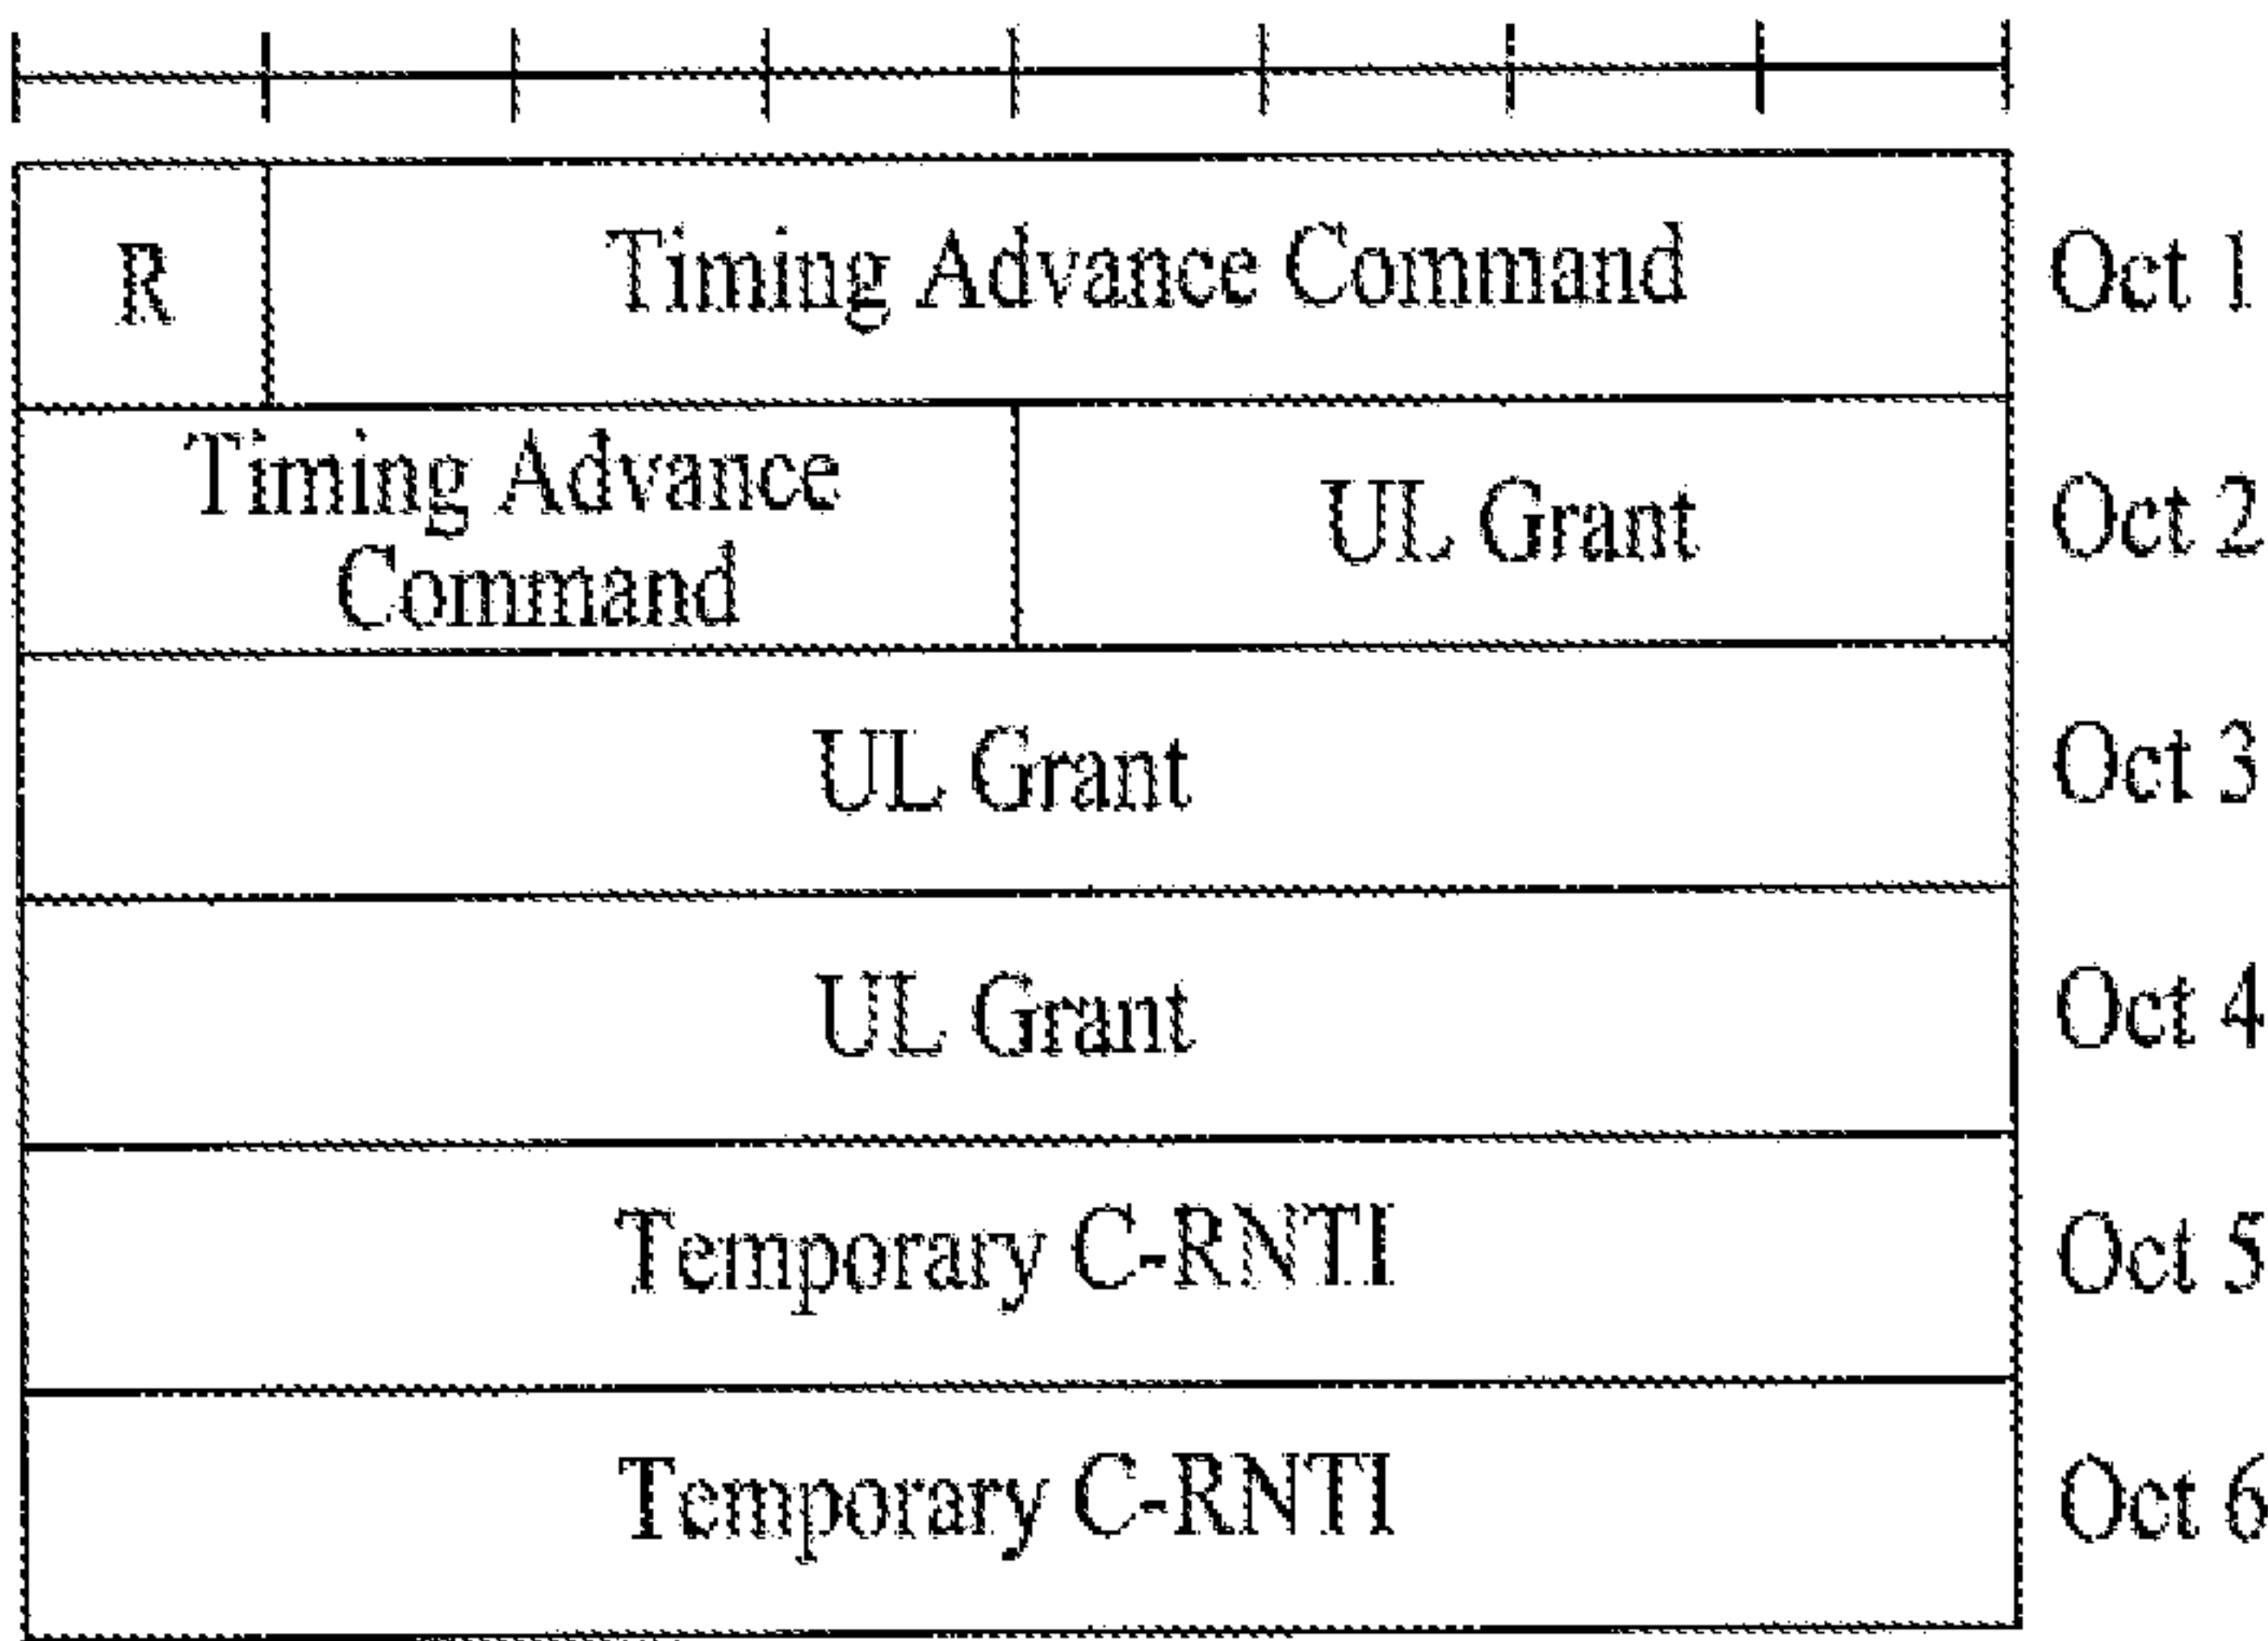 R Timing Advance Command Oct 1
Timing Advance
Command
UL Grant Oct 2
UL Grant Oct 3
UL Grant Oct 4
Temporary C-RNTI Oct 5
Temporary C-RNTI Oct 6